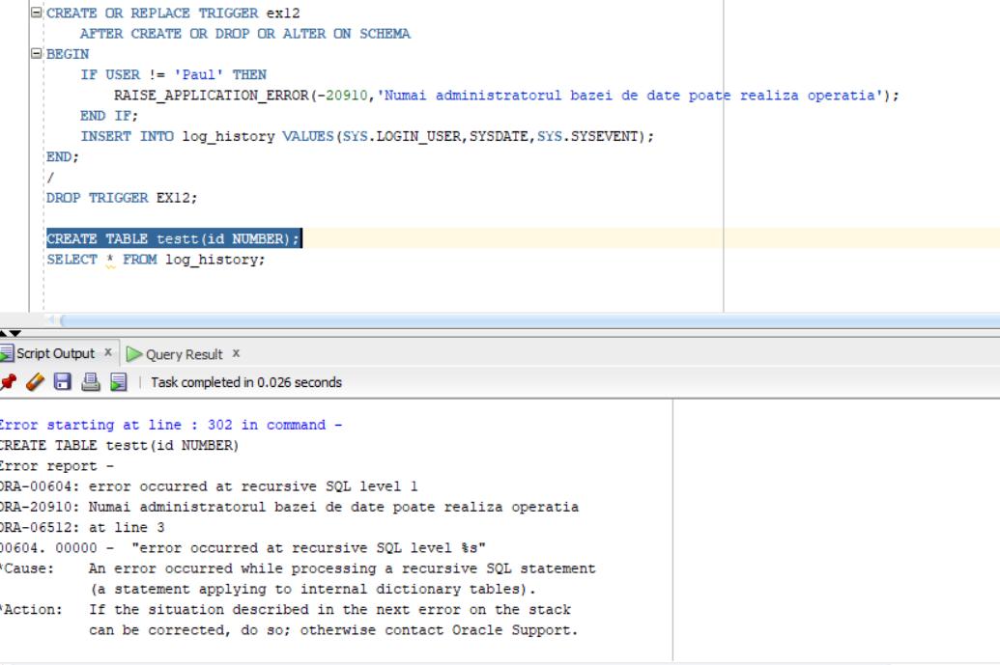 CREATE OR REPLACE TRIGGER ex12
AFTER CREATE OR DROP OR ALTER ON SCHEMA
BEGIN
IF USER != 'Paul' THEN
RAISE_APPLICATION_ERROR(-20910,'Numai administratorul bazei de date poate realiza operatia');
END IF;
INSERT INTO log_history VALUES(SYS.LOGIN_USER,SYSDATE,SYS.SYSEVENT);
END;
/
DROP TRIGGER EX12;
CREATE TABLE testt(id NUMBER);
SELECT * FROM log_history;
Script Output x Query Result x
Task completed in 0.026 seconds
Error starting at line : 302 in command -
CREATE TABLE testt(id NUMBER)
Error report -
ORA-00604: error occurred at recursive SQL level 1
ORA-20910: Numai administratorul bazei de date poate realiza operatia
ORA-06512: at line 3
00604. 00000 - "error occurred at recursive SQL level %s"
*Cause: An error occurred while processing a recursive SQL statement
(a statement applying to internal dictionary tables).
*Action: If the situation described in the next error on the stack
can be corrected, do so; otherwise contact Oracle Support.